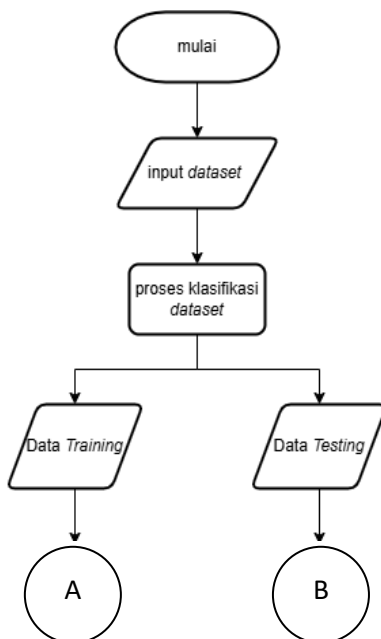 mulai
input dataset
proses klasifikasi
dataset
Data Training
Data Testing
A
B